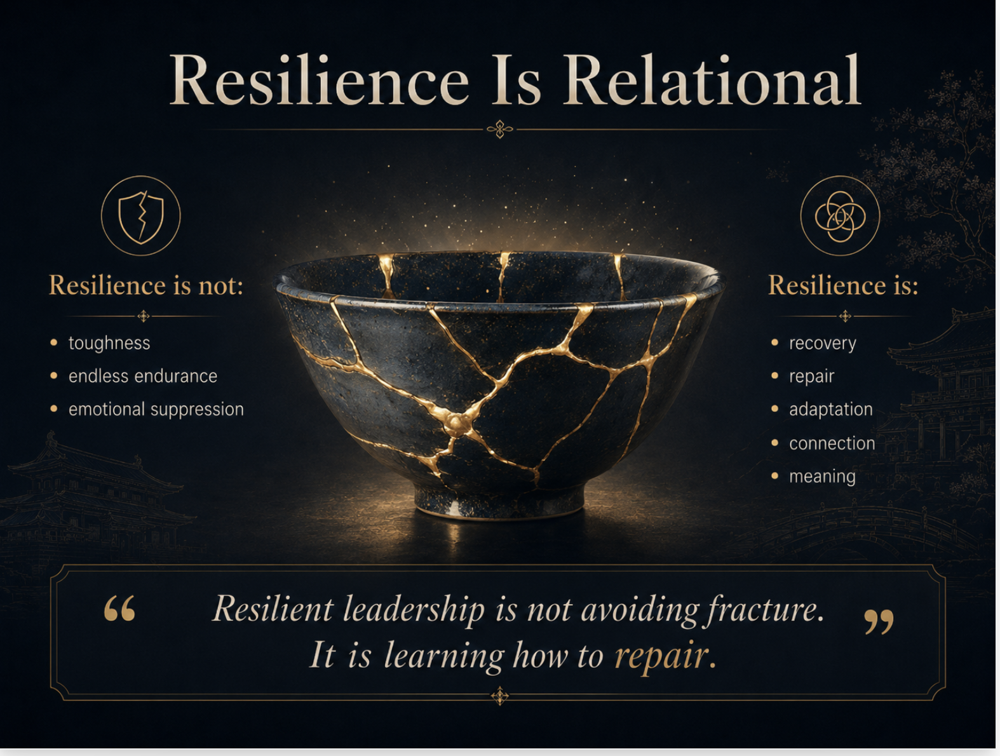 Resilience Is Relational
Resilience is not:
• toughness
• endless endurance
• emotional suppression
Resilience is:
• recovery
• repair
• adaptation
• connection
• meaning
“Resilient leadership is not avoiding fracture.
It is learning how to repair.”